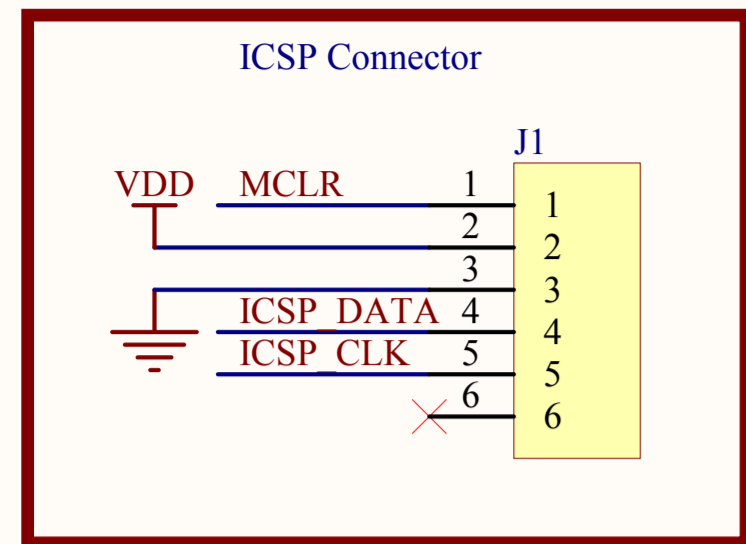 ICSP Connector
J1
VDD MCLR 1 1
2 2
3 3
ICSP_DATA 4 4
ICSP_CLK 5 5
6 6